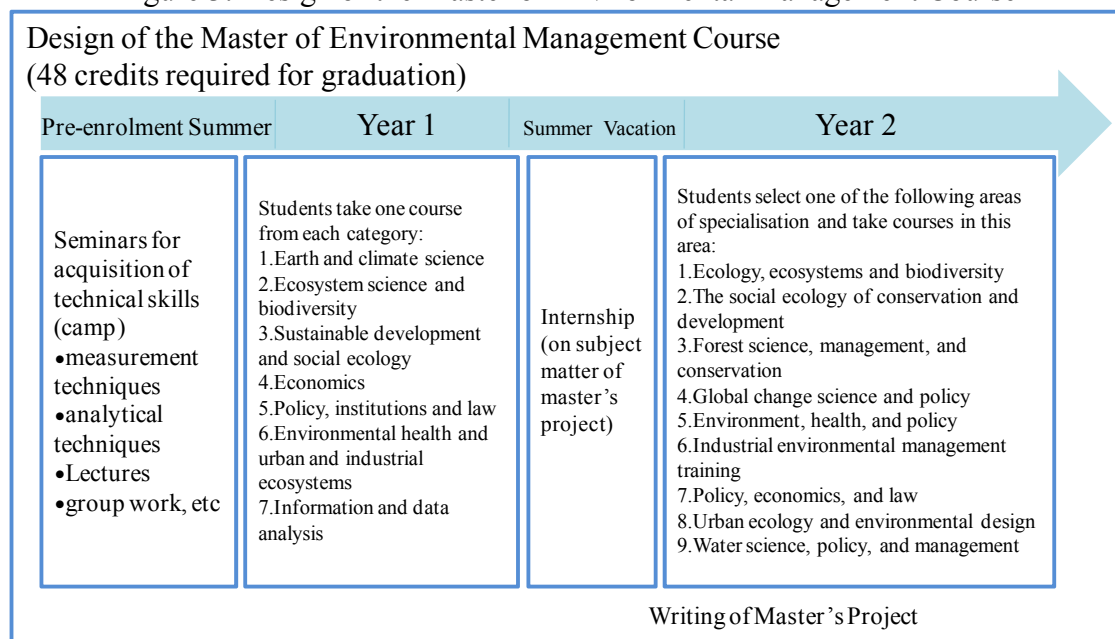 Design of the Master of Environmental Management Course
(48 credits required for graduation)
Pre-enrolment Summer
Year 1
Summer Vacation
Year 2
Seminars for
acquisition of
technical skills
(camp)
•measurement
techniques
•analytical
techniques
•Lectures
•group work, etc
Students take one course
from each category:
1.Earth and climate science
2.Ecosystem science and
biodiversity
3.Sustainable development
and social ecology
4.Economics
5.Policy, institutions and law
6.Environmental health and
urban and industrial
ecosystems
7.Information and data
analysis
Internship
(on subject
matter of
master’s
project)
Students select one of the following areas
of specialisation and take courses in this
area:
1.Ecology, ecosystems and biodiversity
2.The social ecology of conservation and
development
3.Forest science, management, and
conservation
4.Global change science and policy
5.Environment, health, and policy
6.Industrial environmental management
training
7.Policy, economics, and law
8.Urban ecology and environmental design
9.Water science, policy, and management
Writing of Master’s Project